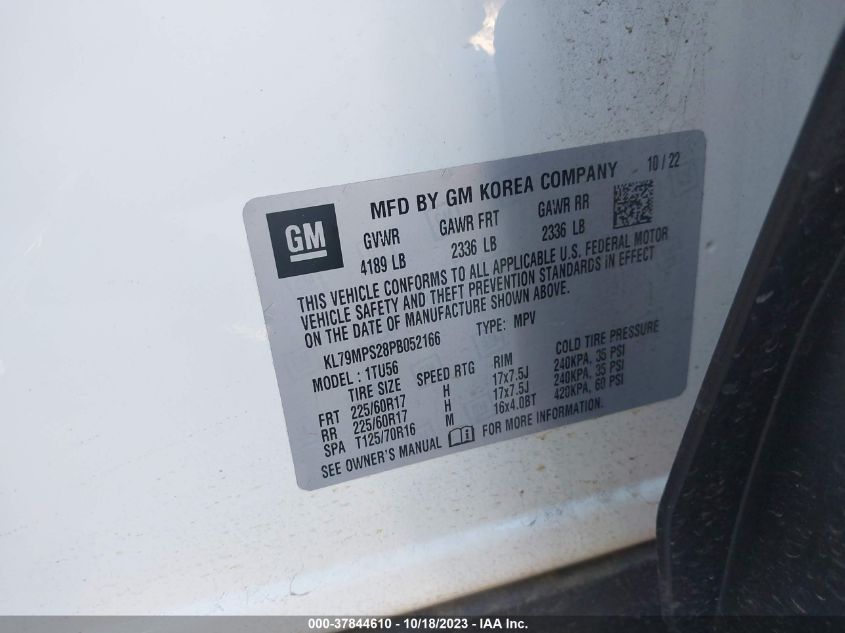 MFD BY GM KOREA COMPANY 10 / 22
GM
GVWR GAWR FRT GAWR RR
4189 LB 2336 LB 2336 LB
THIS VEHICLE CONFORMS TO ALL APPLICABLE U.S. FEDERAL MOTOR
VEHICLE SAFETY AND THEFT PREVENTION STANDARDS IN EFFECT
ON THE DATE OF MANUFACTURE SHOWN ABOVE.
KL79MPS28PB052166 TYPE: MPV
MODEL : 1TU56
TIRE SIZE SPEED RTG RIM COLD TIRE PRESSURE
FRT 225/60R17 H 17x7.5J 240KPA, 35 PSI
RR 225/60R17 H 17x7.5J 240KPA, 35 PSI
SPA T125/70R16 M 16x4.0BT 420KPA, 60 PSI
SEE OWNER'S MANUAL FOR MORE INFORMATION.
000-37844610 - 10/18/2023 - IAA Inc.